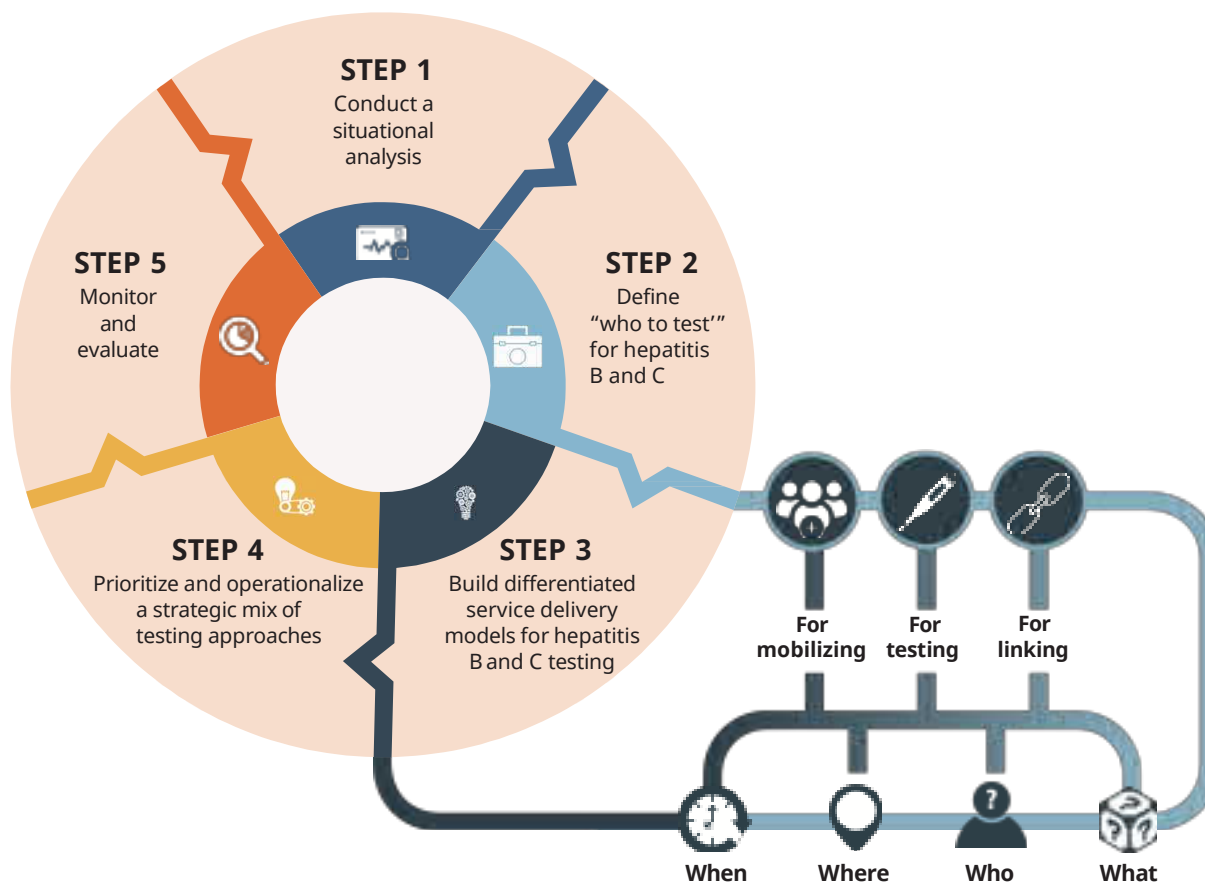 STEP 1
Conduct a
situational
analysis
STEP 2
Define
“who to test’”
for hepatitis
B and C
STEP 3
Build differentiated
service delivery
models for hepatitis
B and C testing
STEP 4
Prioritize and operationalize
a strategic mix of
testing approaches
STEP 5
Monitor
and
evaluate
For
mobilizing
For
testing
For
linking
?
? ? ?
When
Where
Who
What